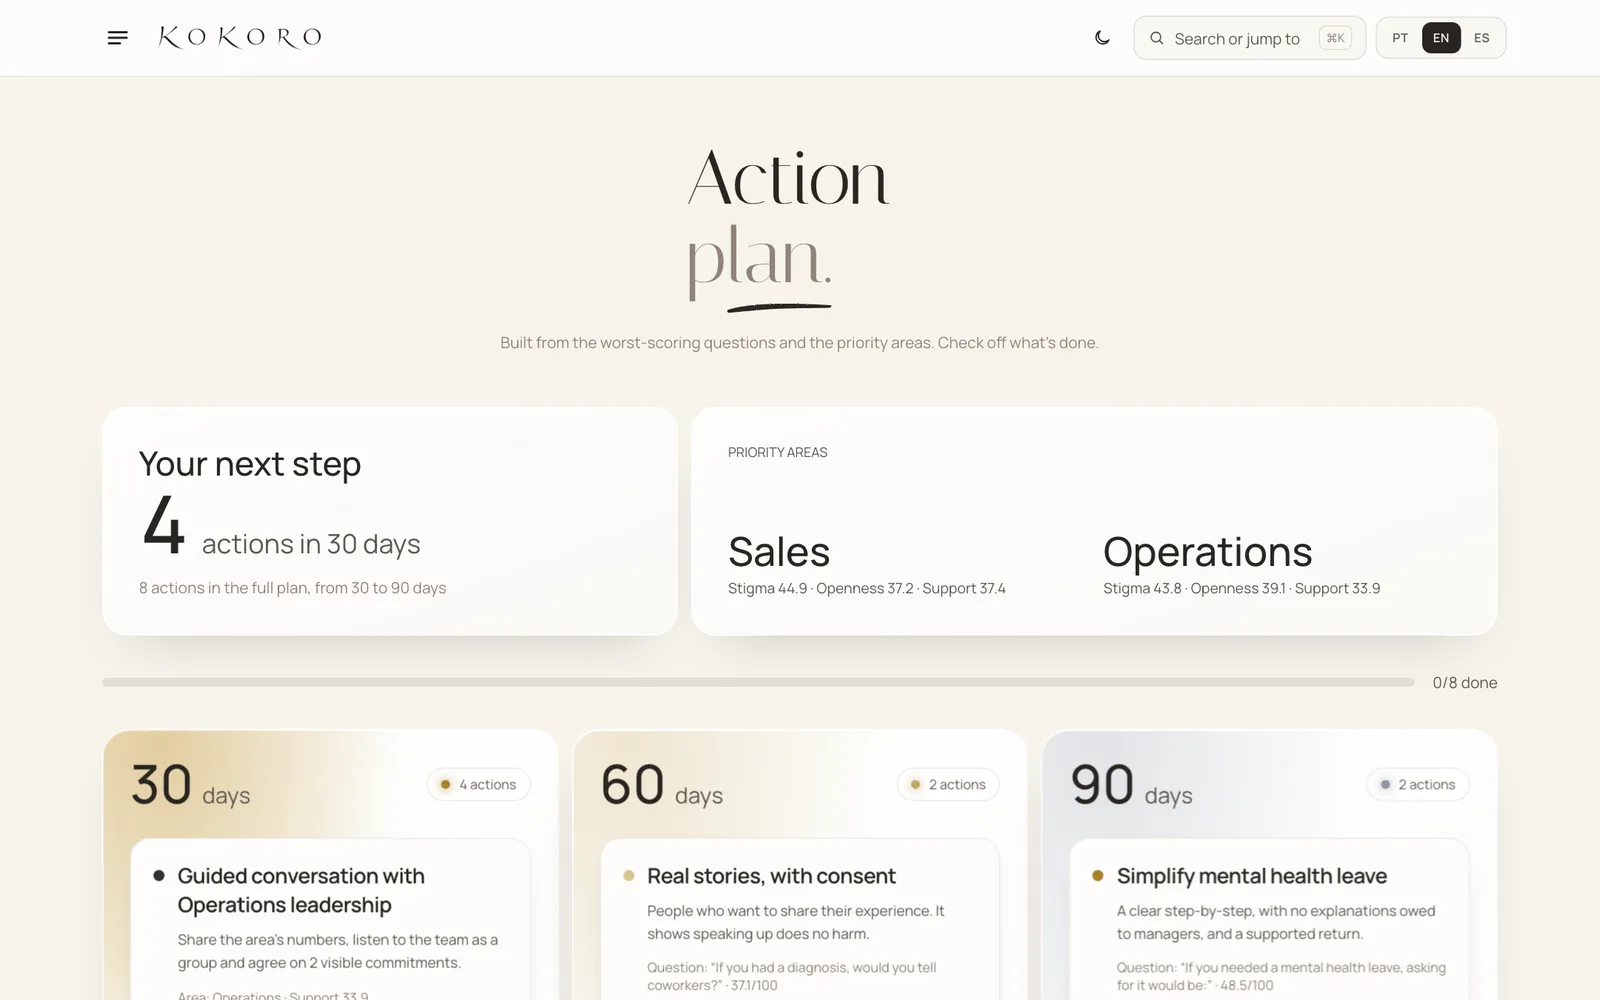 KOKORO
Search or jump to ⌘K
PT EN ES
Action
plan.
Built from the worst-scoring questions and the priority areas. Check off what's done.
Your next step
4 actions in 30 days
8 actions in the full plan, from 30 to 90 days
PRIORITY AREAS
Sales
Stigma 44.9 · Openness 37.2 · Support 37.4
Operations
Stigma 43.8 · Openness 39.1 · Support 33.9
0/8 done
30 days
4 actions
Guided conversation with
Operations leadership
Share the area's numbers, listen to the team as a
group and agree on 2 visible commitments.
Area: Operations · Support 33.9
60 days
2 actions
Real stories, with consent
People who want to share their experience. It
shows speaking up does no harm.
Question: "If you had a diagnosis, would you tell
coworkers?" · 37.1/100
90 days
2 actions
Simplify mental health leave
A clear step-by-step, with no explanations owed
to managers, and a supported return.
Question: "If you needed a mental health leave, asking
for it would be:" · 48.5/100